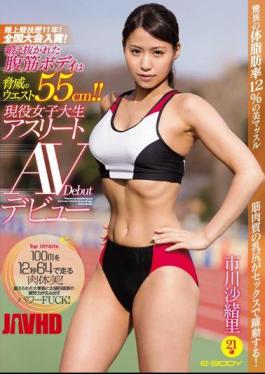 陸上競技歴11年！
全国大会入賞！
鍛え抜かれた
腹筋ボディは
脅威のウエスト55cm!!
現役女子大生
アスリート
AV Debut
デビュー
Top Athlete
100mを
12秒64で走る
肉体美！
パワーFUCK！
JAVHD
驚異の体脂肪率12%の美マッスル
筋肉質の乳尻がセックスで躍動する！
市川沙緒里
21歳
E-BODY